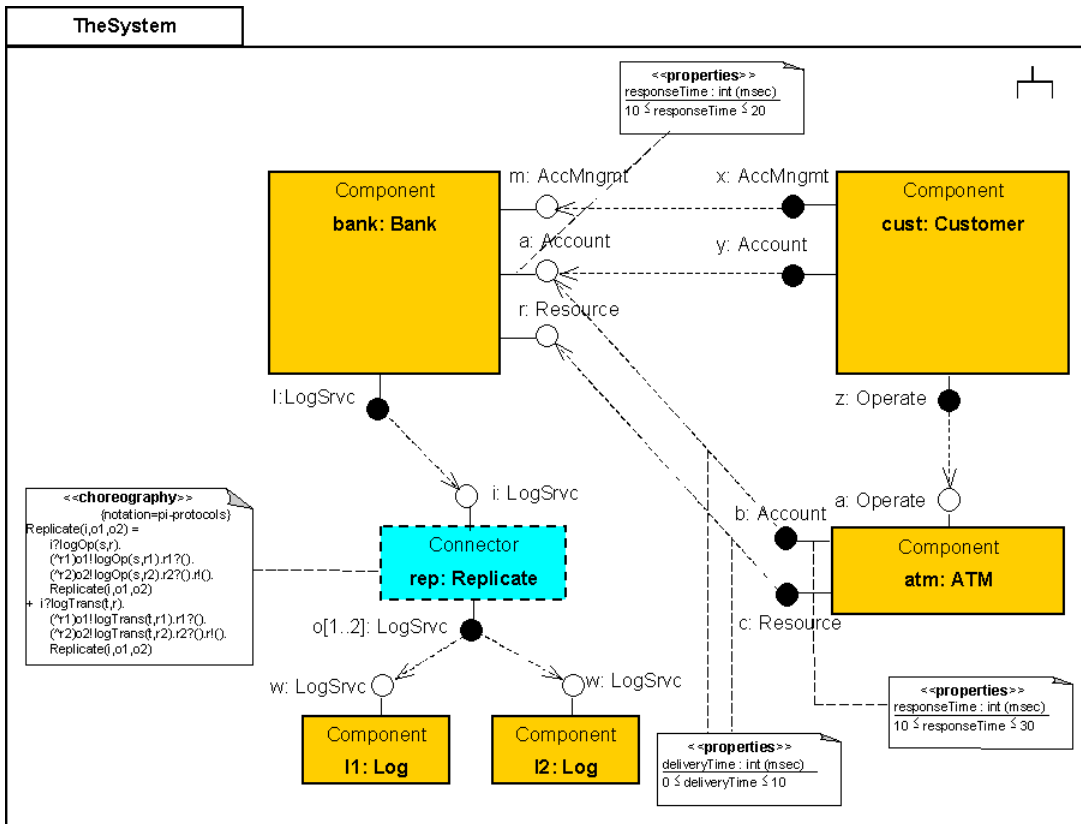 TheSystem
<<properties>>
responseTime : int (msec)
10 ≤ responseTime ≤ 20
Component
bank: Bank
m: AccMngmt
x: AccMngmt
Component
cust: Customer
a: Account
y: Account
r: Resource
l:LogSrvc
z: Operate
<<choreography>>
{notation=pi-protocols}
Replicate(i,o1,o2) =
i?logOp(s,r).
(^r1)o1!logOp(s,r1).r1?().
(^r2)o2!logOp(s,r2).r2?().r!().
Replicate(i,o1,o2)
+ i?logTrans(t,r).
(^r1)o1!logTrans(t,r1).r1?().
(^r2)o2!logTrans(t,r2).r2?().r!().
Replicate(i,o1,o2)
i: LogSrvc
a: Operate
b: Account
Connector
rep: Replicate
Component
atm: ATM
c: Resource
o[1..2]: LogSrvc
w: LogSrvc
w: LogSrvc
Component
l1: Log
Component
l2: Log
<<properties>>
responseTime : int (msec)
10 ≤ responseTime ≤ 30
<<properties>>
deliveryTime : int (msec)
0 ≤ deliveryTime ≤ 10